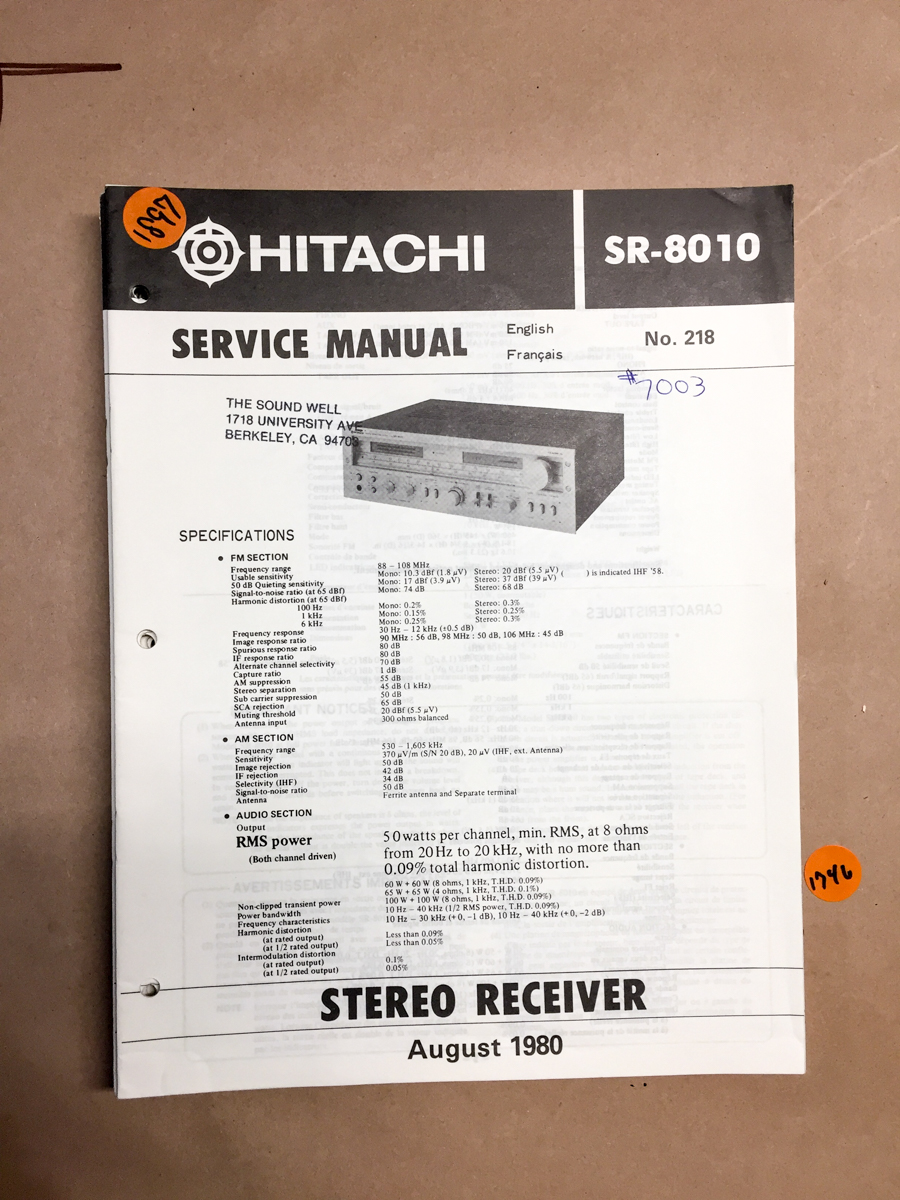 1897
HITACHI
SR-8010
SERVICE MANUAL
English
Français
No. 218
#7003
THE SOUND WELL
1718 UNIVERSITY AVE
BERKELEY, CA 94703
SPECIFICATIONS
● FM SECTION
Frequency range 88 – 108 MHz
Usable sensitivity Mono: 10.3 dBf (1.8 µV) Stereo: 20 dBf (5.5 µV) ( ) is indicated IHF '58.
50 dB Quieting sensitivity Mono: 17 dBf (3.9 µV) Stereo: 37 dBf (39 µV)
Signal-to-noise ratio (at 65 dBf) Mono: 74 dB Stereo: 68 dB
Harmonic distortion (at 65 dBf)
100 Hz Mono: 0.2% Stereo: 0.3%
1 kHz Mono: 0.15% Stereo: 0.25%
6 kHz Mono: 0.25% Stereo: 0.3%
Frequency response 30 Hz – 12 kHz (±0.5 dB)
Image response ratio 90 MHz : 56 dB, 98 MHz : 50 dB, 106 MHz : 45 dB
Spurious response ratio 80 dB
IF response ratio 80 dB
Alternate channel selectivity 70 dB
Capture ratio 1 dB
AM suppression 55 dB
Stereo separation 45 dB (1 kHz)
Sub carrier suppression 50 dB
SCA rejection 65 dB
Muting threshold 20 dBf (5.5 µV)
Antenna input 300 ohms balanced
● AM SECTION
Frequency range 530 – 1,605 kHz
Sensitivity 370 µV/m (S/N 20 dB), 20 µV (IHF, ext. Antenna)
Image rejection 50 dB
IF rejection 42 dB
Selectivity (IHF) 34 dB
Signal-to-noise ratio 50 dB
Antenna Ferrite antenna and Separate terminal
● AUDIO SECTION
Output
RMS power 50 watts per channel, min. RMS, at 8 ohms
(Both channel driven) from 20 Hz to 20 kHz, with no more than
0.09% total harmonic distortion.
60 W + 60 W (8 ohms, 1 kHz, T.H.D. 0.09%)
65 W + 65 W (4 ohms, 1 kHz, T.H.D. 0.1%)
Non-clipped transient power 100 W + 100 W (8 ohms, 1 kHz, T.H.D. 0.09%)
Power bandwidth 10 Hz – 40 kHz (1/2 RMS power, T.H.D. 0.09%)
Frequency characteristics 10 Hz – 30 kHz (+0, –1 dB), 10 Hz – 40 kHz (+0, –2 dB)
Harmonic distortion
(at rated output) Less than 0.09%
(at 1/2 rated output) Less than 0.05%
Intermodulation distortion
(at rated output) 0.1%
(at 1/2 rated output) 0.05%
1746
STEREO RECEIVER
August 1980